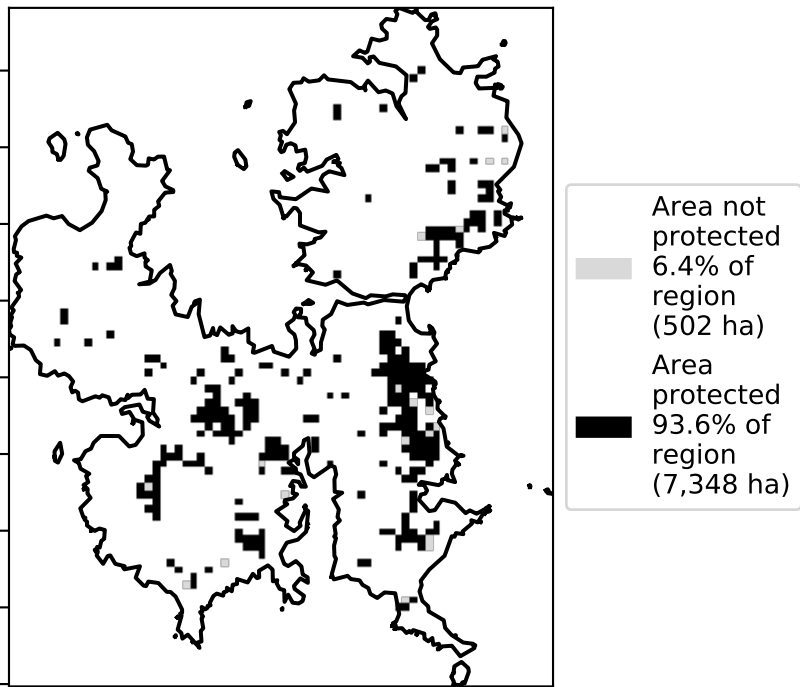 Area not
protected
6.4% of
region
(502 ha)
Area
protected
93.6% of
region
(7,348 ha)